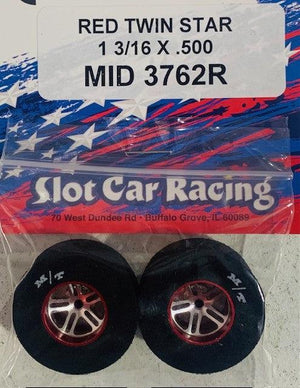 RED TWIN STAR
1 3/16 X .500
MID 3762R
Slot Car Racing
70 West Dundee Rd • Buffalo Grove, IL 60089
M/T
M/T